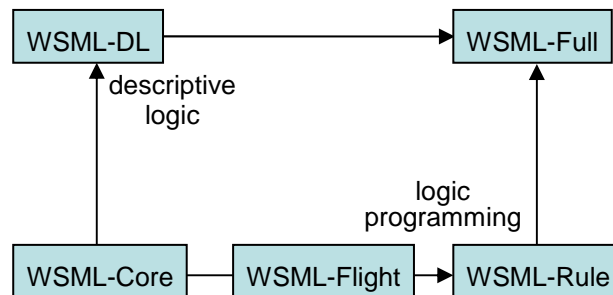 WSML-DL
WSML-Full
descriptive
logic
logic
programming
WSML-Core
WSML-Flight
WSML-Rule